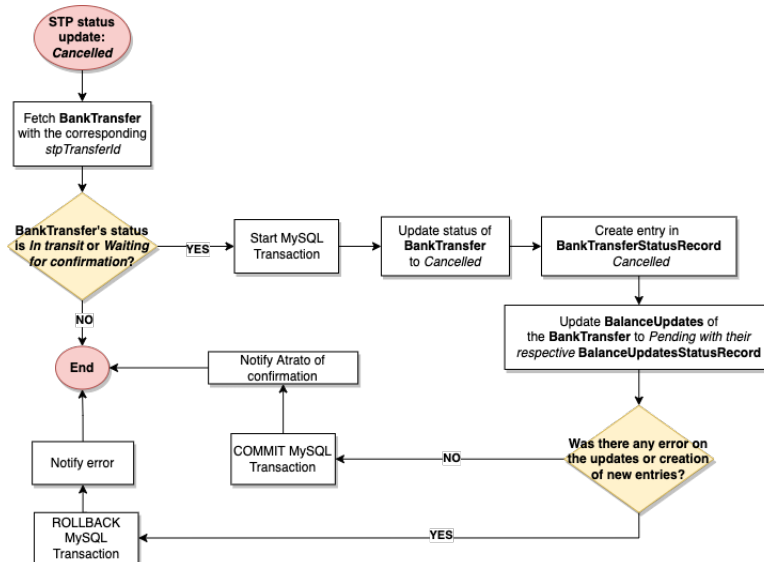 STP status
update:
Cancelled
Fetch BankTransfer
with the corresponding
stpTransferId
BankTransfer's status
is In transit or Waiting
for confirmation?
YES
Start MySQL
Transaction
Update status of
BankTransfer
to Cancelled
Create entry in
BankTransferStatusRecord
Cancelled
Update BalanceUpdates of
the BankTransfer to Pending with their
respective BalanceUpdatesStatusRecord
NO
End
Notify Atrato of
confirmation
Was there any error on
the updates or creation
of new entries?
NO
COMMIT MySQL
Transaction
Notify error
YES
ROLLBACK
MySQL
Transaction